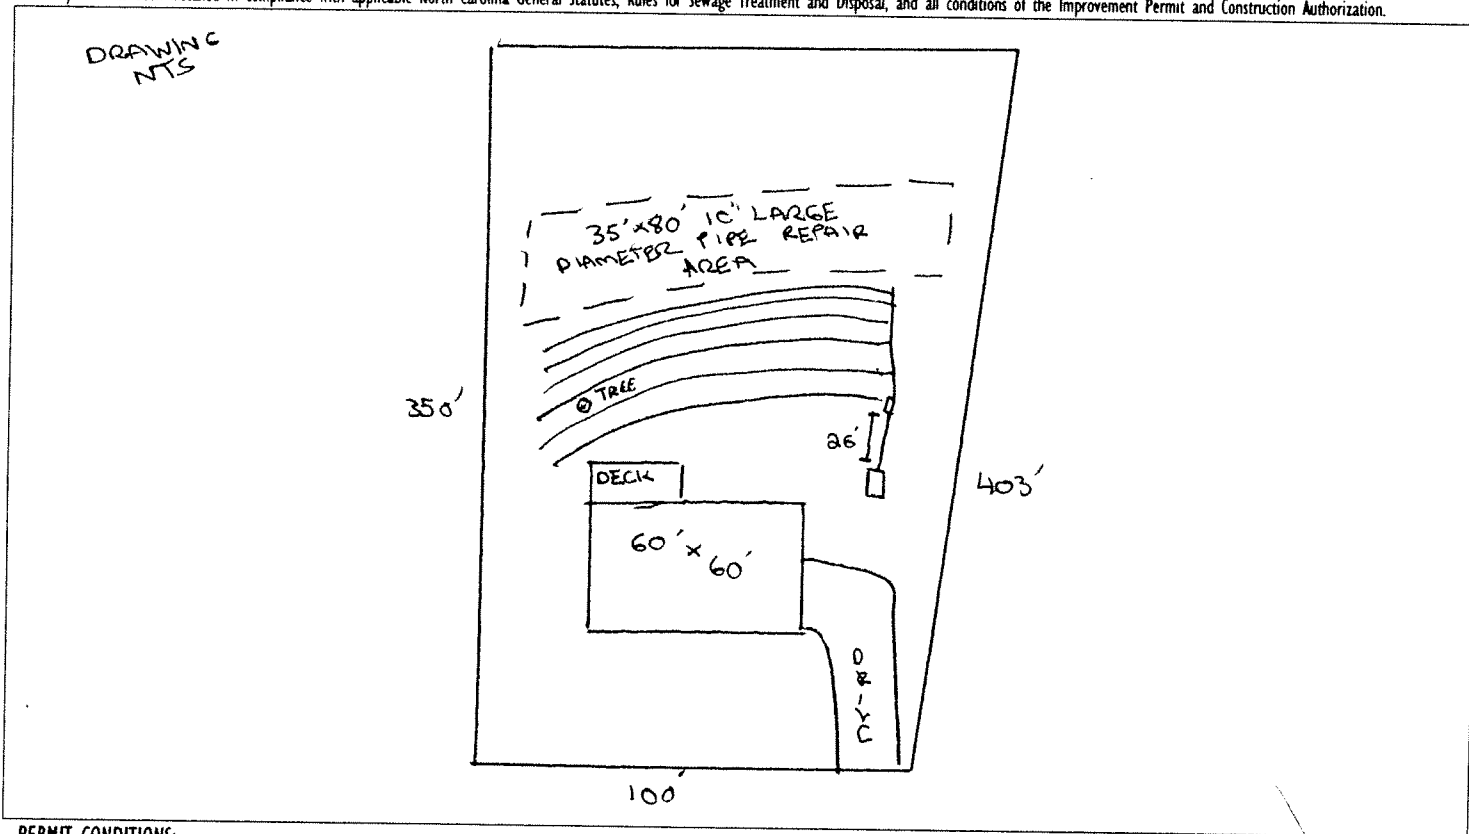 in compliance with applicable North Carolina General Statutes, Rules for Sewage Treatment and Disposal, and all conditions of the Improvement Permit and Construction Authorization.
DRAWING
NTS
35'x80' 10" LARGE
DIAMETER PIPE REPAIR
AREA
TREE
350'
26'
DECK
403'
60' x 60'
DRIVE
100'
PERMIT CONDITIONS: